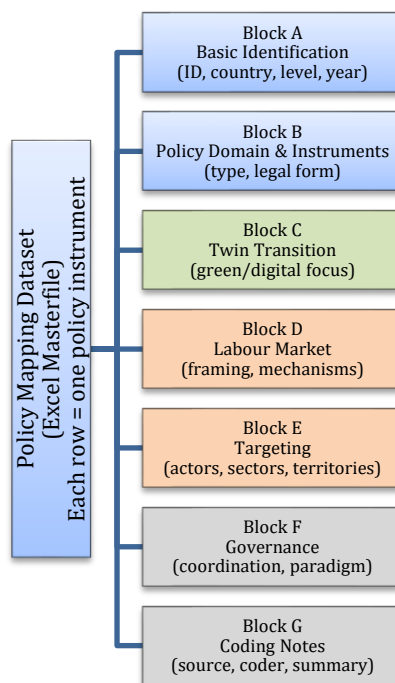 Policy Mapping Dataset
(Excel Masterfile)
Each row = one policy instrument
Block A
Basic Identification
(ID, country, level, year)
Block B
Policy Domain & Instruments
(type, legal form)
Block C
Twin Transition
(green/digital focus)
Block D
Labour Market
(framing, mechanisms)
Block E
Targeting
(actors, sectors, territories)
Block F
Governance
(coordination, paradigm)
Block G
Coding Notes
(source, coder, summary)